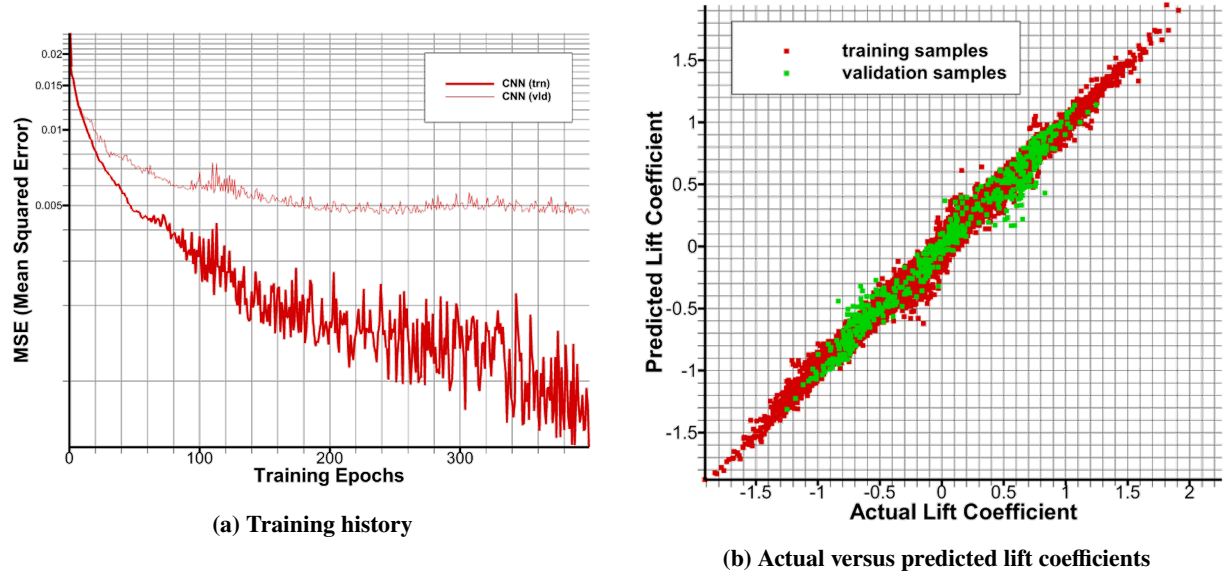 0.02
0.015
0.01
0.005
MSE (Mean Squared Error)
CNN (trn)
CNN (vld)
0
100
200
300
Training Epochs
(a) Training history
1.5
1
0.5
0
-0.5
-1
-1.5
Predicted Lift Coefficient
training samples
validation samples
-1.5
-1
-0.5
0
0.5
1
1.5
2
Actual Lift Coefficient
(b) Actual versus predicted lift coefficients